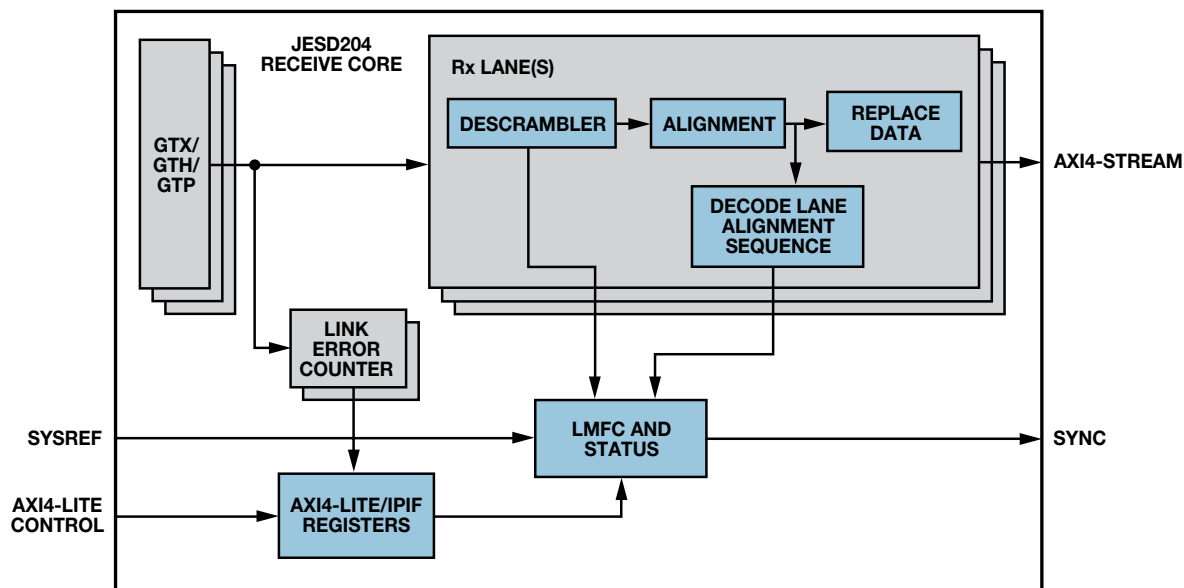 JESD204
RECEIVE CORE
Rx LANE(S)
DESCRAMBLER
ALIGNMENT
REPLACE
DATA
GTX/
GTH/
GTP
AXI4-STREAM
DECODE LANE
ALIGNMENT
SEQUENCE
LINK
ERROR
COUNTER
SYSREF
LMFC AND
STATUS
SYNC
AXI4-LITE
CONTROL
AXI4-LITE/IPIF
REGISTERS